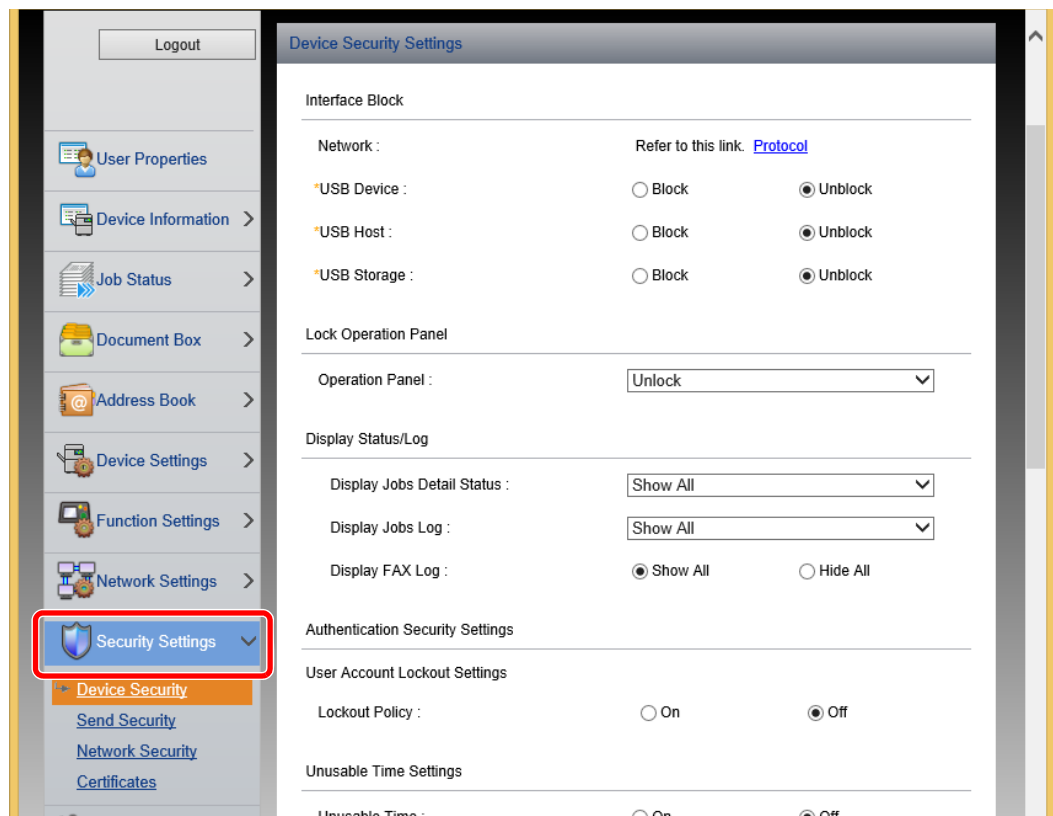 Logout
User Properties
Device Information
Job Status
Document Box
Address Book
Device Settings
Function Settings
Network Settings
Security Settings
Device Security
Send Security
Network Security
Certificates
Device Security Settings
Interface Block
Network : Refer to this link. Protocol
*USB Device : Block Unblock
*USB Host : Block Unblock
*USB Storage : Block Unblock
Lock Operation Panel
Operation Panel : Unlock
Display Status/Log
Display Jobs Detail Status : Show All
Display Jobs Log : Show All
Display FAX Log : Show All Hide All
Authentication Security Settings
User Account Lockout Settings
Lockout Policy : On Off
Unusable Time Settings
Unusable Time : On Off